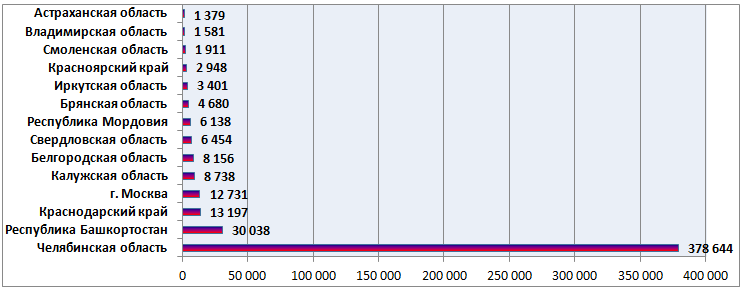 Астраханская область 1 379
Владимирская область 1 581
Смоленская область 1 911
Красноярский край 2 948
Иркутская область 3 401
Брянская область 4 680
Республика Мордовия 6 138
Свердловская область 6 454
Белгородская область 8 156
Калужская область 8 738
г. Москва 12 731
Краснодарский край 13 197
Республика Башкортостан 30 038
Челябинская область 378 644
0 50 000 100 000 150 000 200 000 250 000 300 000 350 000 400 000